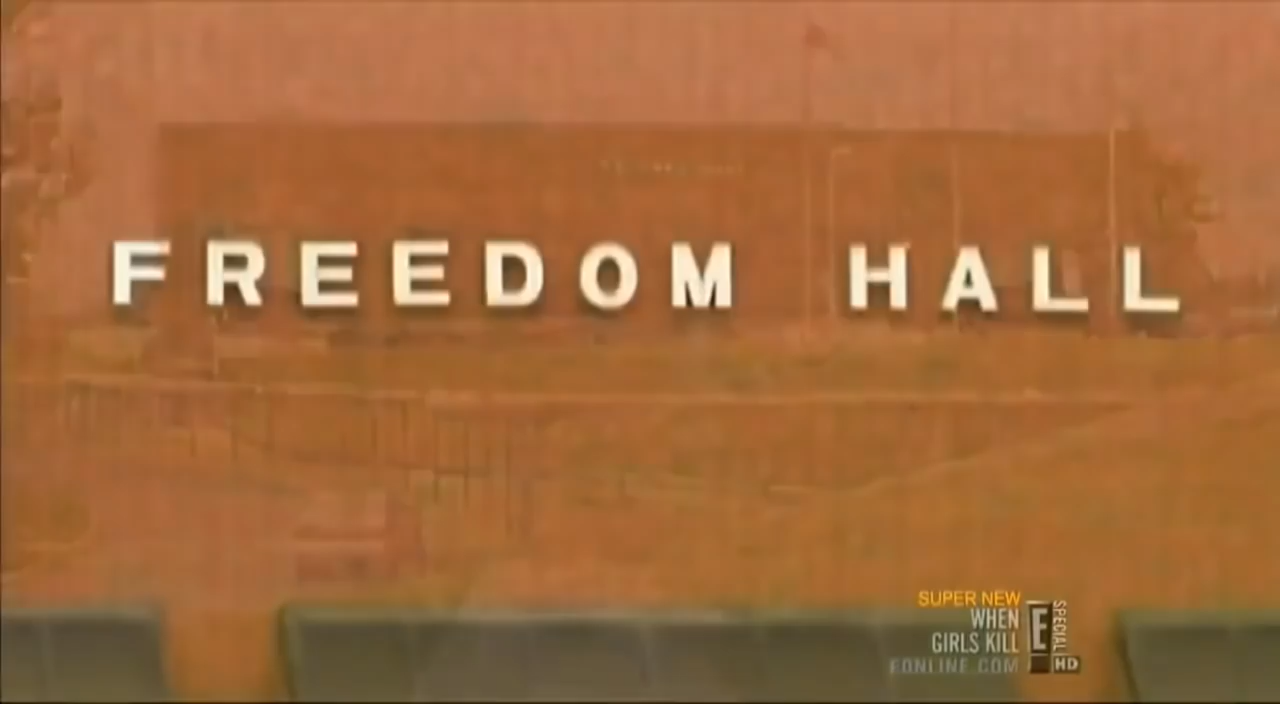 FREEDOM HALL
SUPER NEW
WHEN
GIRLS KILL
EONLINE.COM
E
SPECIAL
HD